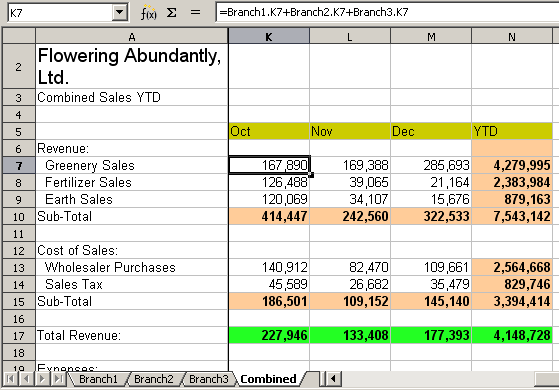 K7 f(x) Σ = =Branch1.K7+Branch2.K7+Branch3.K7
A K L M N
2 Flowering Abundantly,
Ltd.
3 Combined Sales YTD
4
5 Oct Nov Dec YTD
6 Revenue:
7 Greenery Sales 167,890 169,388 285,693 4,279,995
8 Fertilizer Sales 126,488 39,065 21,164 2,383,984
9 Earth Sales 120,069 34,107 15,676 879,163
10 Sub-Total 414,447 242,560 322,533 7,543,142
11
12 Cost of Sales:
13 Wholesaler Purchases 140,912 82,470 109,661 2,564,668
14 Sales Tax 45,589 26,682 35,479 829,746
15 Sub-Total 186,501 109,152 145,140 3,394,414
16
17 Total Revenue: 227,946 133,408 177,393 4,148,728
18
19 Expenses:
Branch1 Branch2 Branch3 Combined